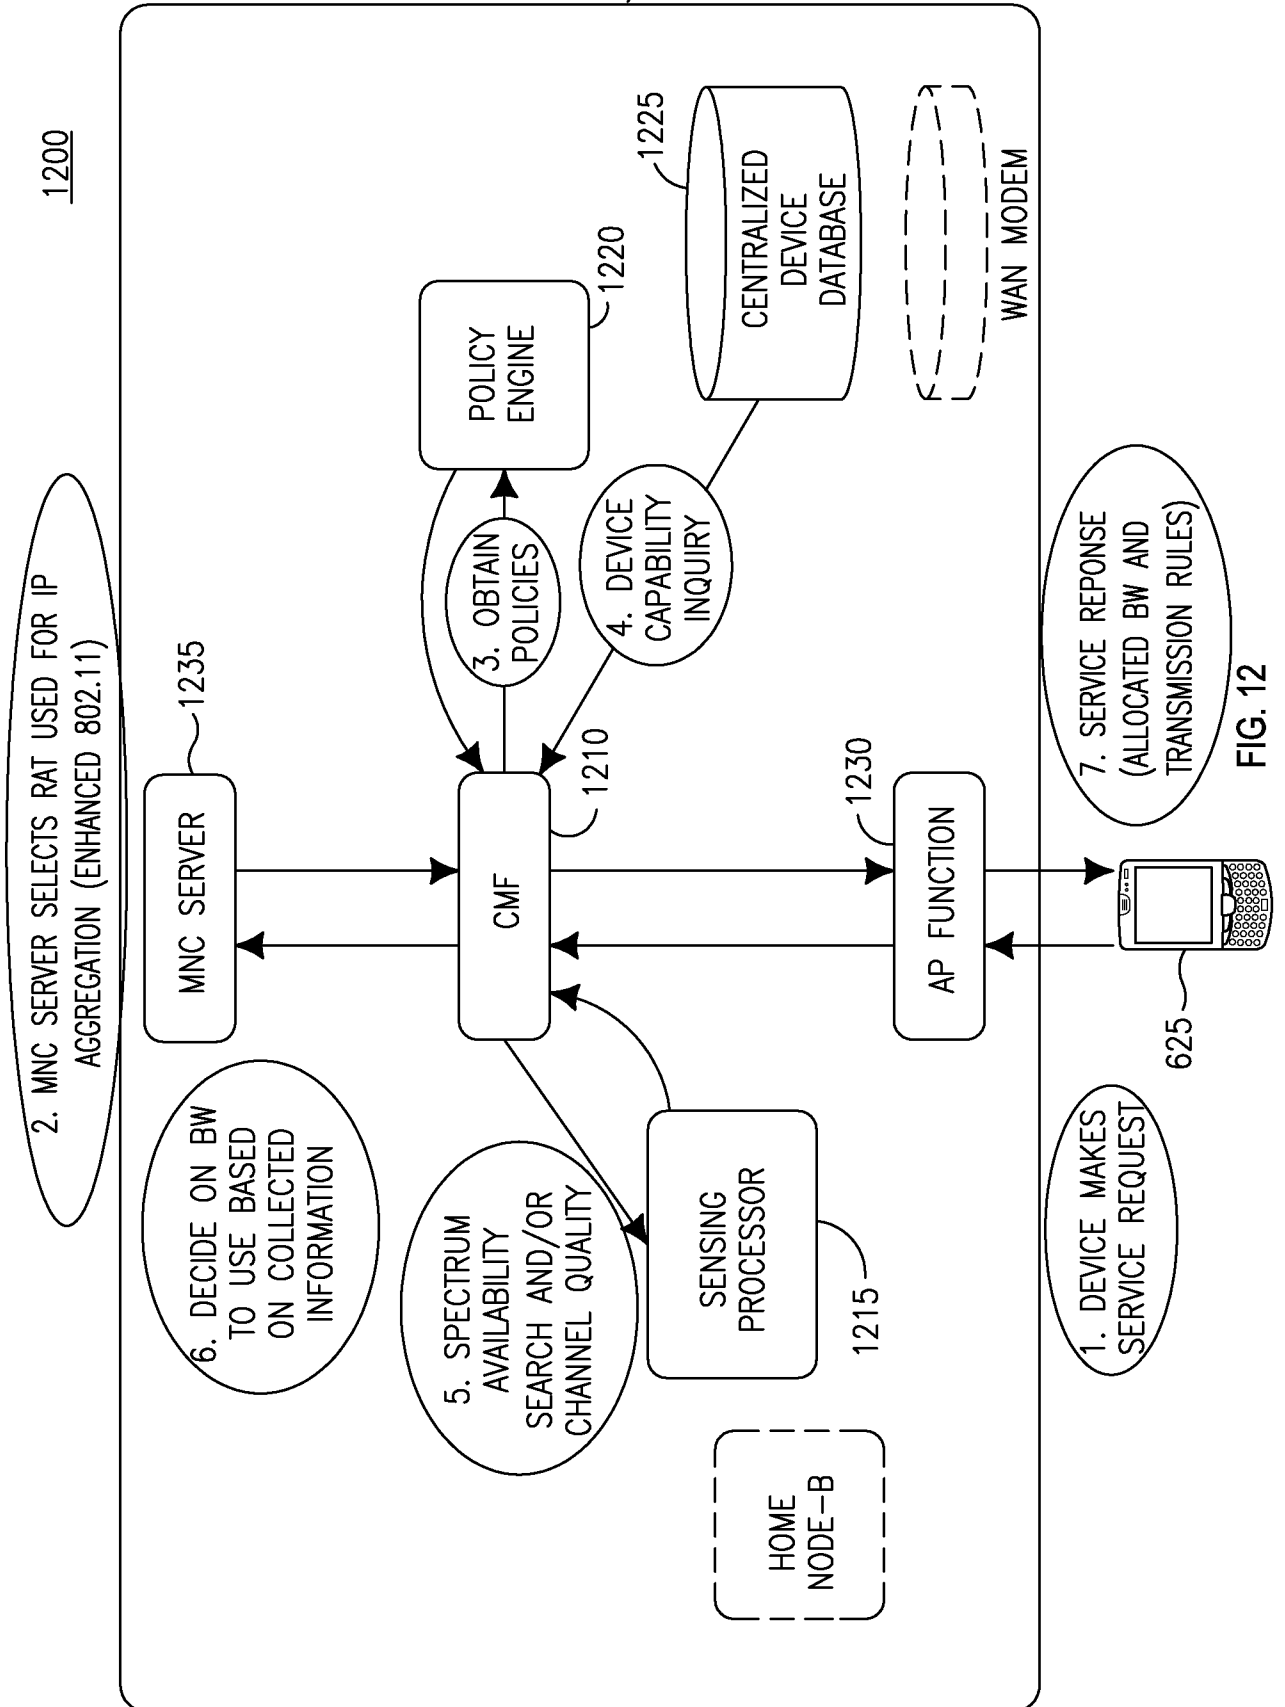 1200
2. MNC SERVER SELECTS RAT USED FOR IP
AGGREGATION (ENHANCED 802.11)
6. DECIDE ON BW
TO USE BASED
ON COLLECTED
INFORMATION
MNC SERVER
1235
5. SPECTRUM
AVAILABILITY
SEARCH AND/OR
CHANNEL QUALITY
CMF
1210
3. OBTAIN
POLICIES
POLICY
ENGINE
1220
4. DEVICE
CAPABILITY
INQUIRY
1225
CENTRALIZED
DEVICE
DATABASE
SENSING
PROCESSOR
1215
HOME
NODE-B
AP FUNCTION
1230
WAN MODEM
1. DEVICE MAKES
SERVICE REQUEST
625
7. SERVICE REPONSE
(ALLOCATED BW AND
TRANSMISSION RULES)
FIG. 12